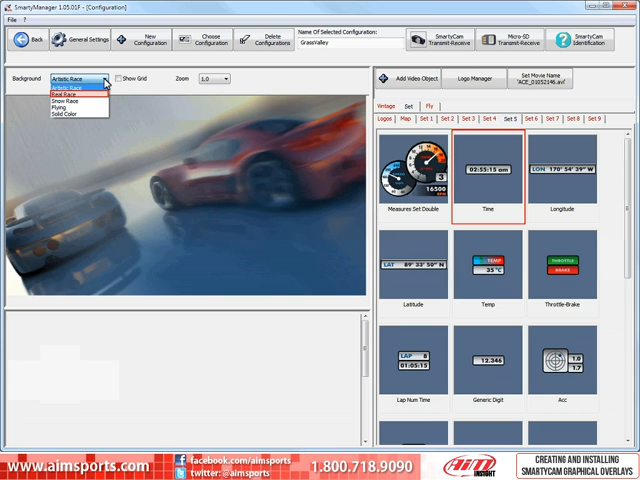 SmartyManager 1.05.01F - [Configuration]
File ?
Back
General Settings
New Configuration
Choose Configuration
Delete Configurations
Name Of Selected Configuration:
GrassValley
SmartyCam Transmit-Receive
Micro-SD Transmit-Receive
SmartyCam Identification
Background
Artistic Race
Show Grid
Zoom
1.0
Artistic Race
Real Race
Snow Race
Flying
Solid Color
Add Video Object
Logo Manager
Set Movie Name 'ACE_01052146.avi'
Vintage Set Fly
Logos Map Set 1 Set 2 Set 3 Set 4 Set 5 Set 6 Set 7 Set 8
3
16500
RPM
Measures Set Double
02:55:15 am
Time
LON 170° 54' 39" W
Longitude
LAT 89° 33' 50" N
Latitude
TEMP
35 °C
Temp
THROTTLE
BRAKE
Throttle-Brake
LAP 8
01:05:15
Lap Num Time
12.346
Generic Digit
1.0
1.7
Acc
www.aimsports.com
facebook.com/aimsports
twitter: @aimsports
1.800.718.9090
AIM
INSIGHT
CREATING AND INSTALLING
SMARTYCAM GRAPHICAL OVERLAYS